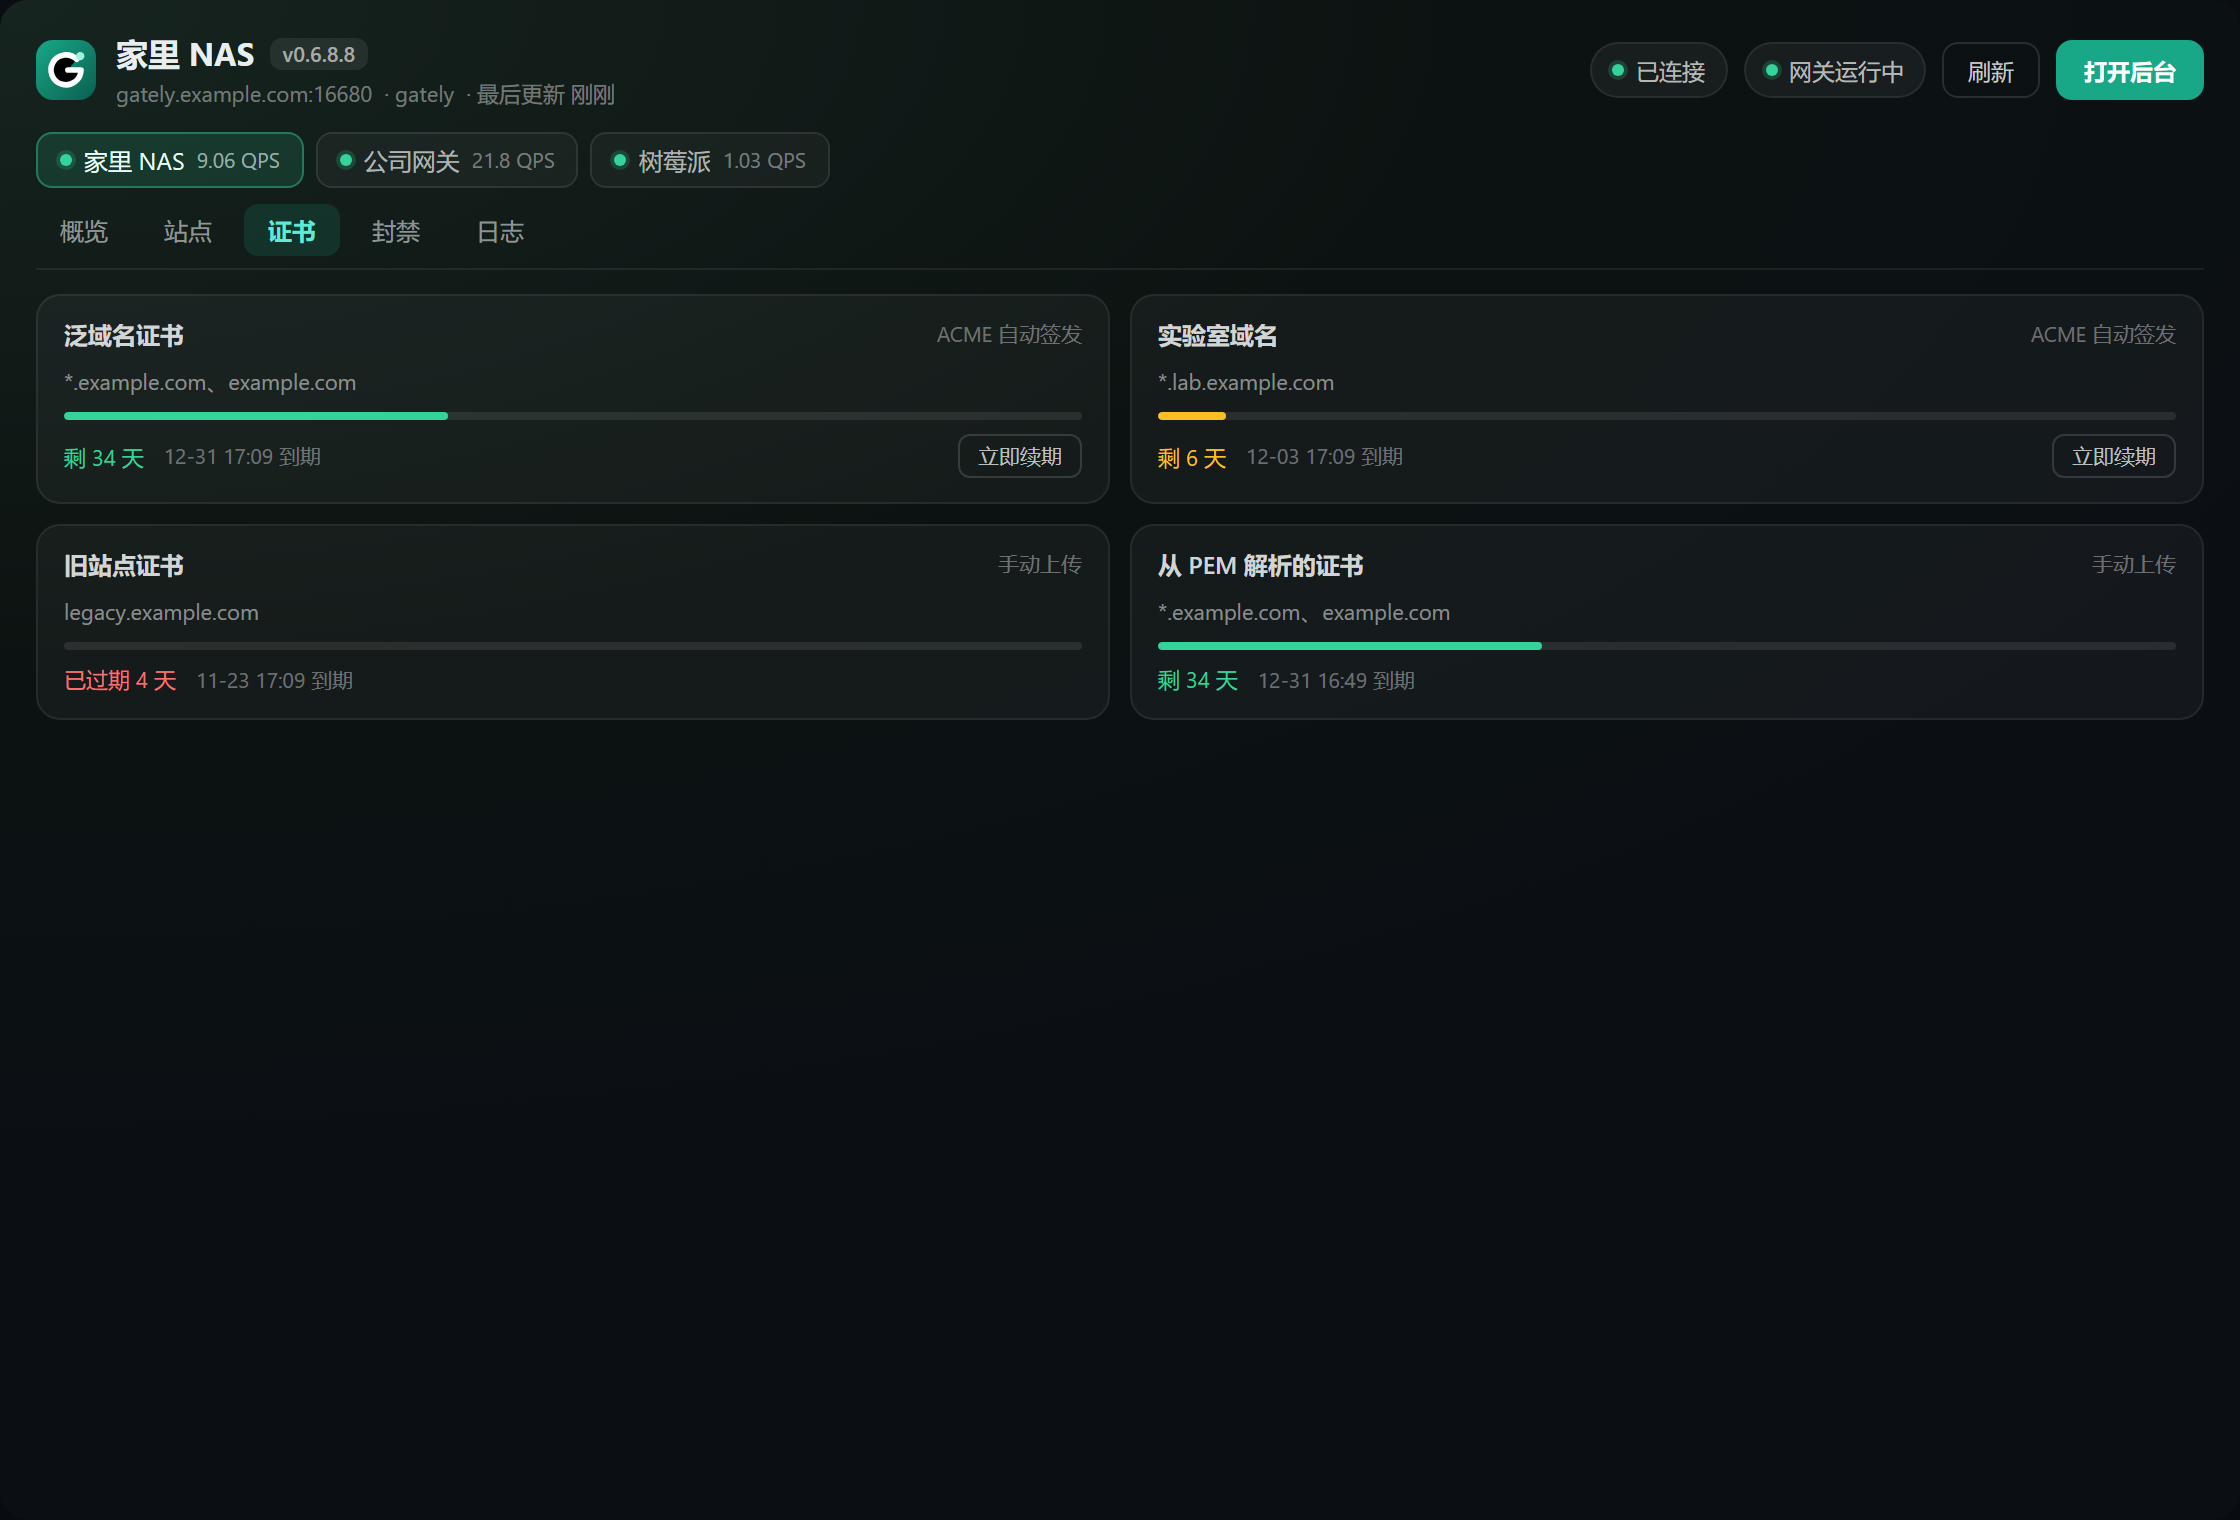 家里 NAS v0.6.8.8
gately.example.com:16680 · gately · 最后更新 刚刚
已连接 网关运行中 刷新 打开后台
家里 NAS 9.06 QPS 公司网关 21.8 QPS 树莓派 1.03 QPS
概览 站点 证书 封禁 日志
泛域名证书 ACME 自动签发
*.example.com、example.com
剩 34 天 12-31 17:09 到期 立即续期
实验室域名 ACME 自动签发
*.lab.example.com
剩 6 天 12-03 17:09 到期 立即续期
旧站点证书 手动上传
legacy.example.com
已过期 4 天 11-23 17:09 到期
从 PEM 解析的证书 手动上传
*.example.com、example.com
剩 34 天 12-31 16:49 到期